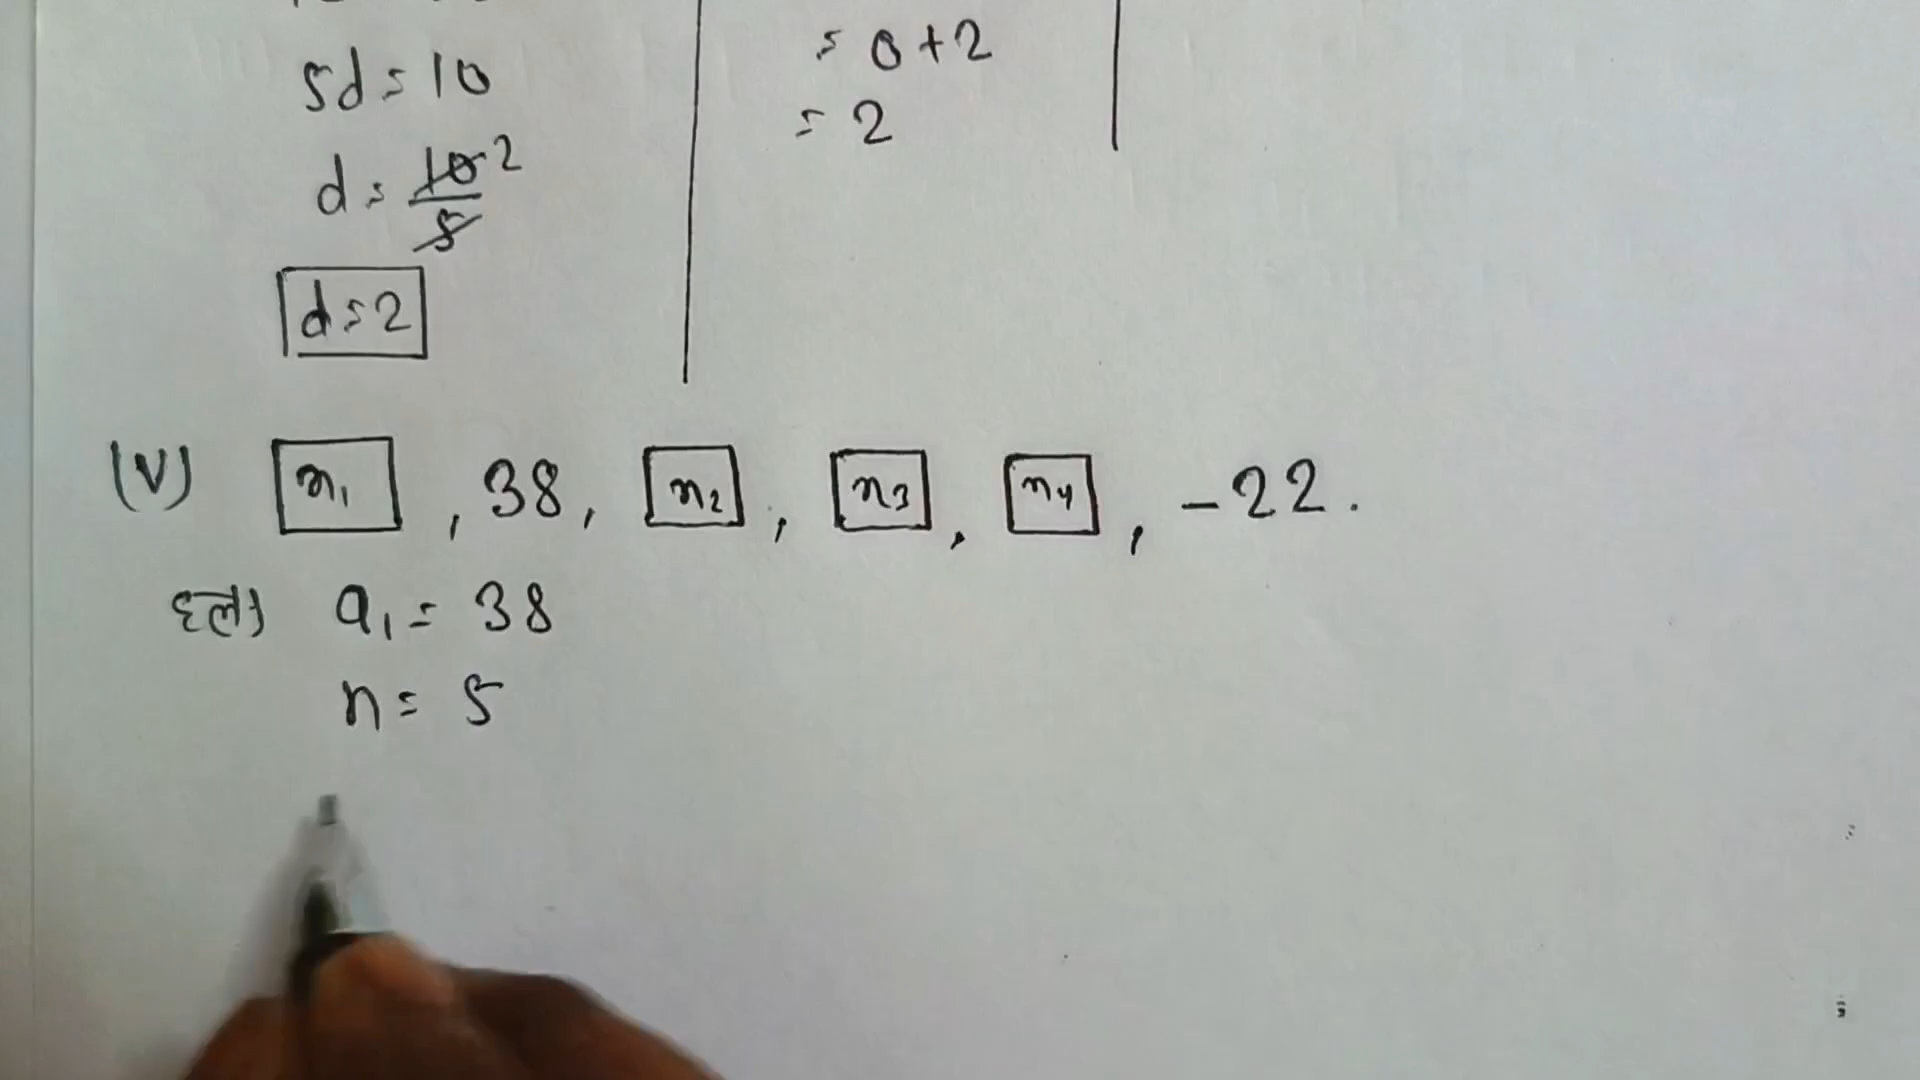 5d = 10
d = 10 2 / 5
d = 2
= 0 + 2
= 2
(v) x₁ , 38 , x₂ , x₃ , x₄ , -22 .
हल) a₁ = 38
n = 5